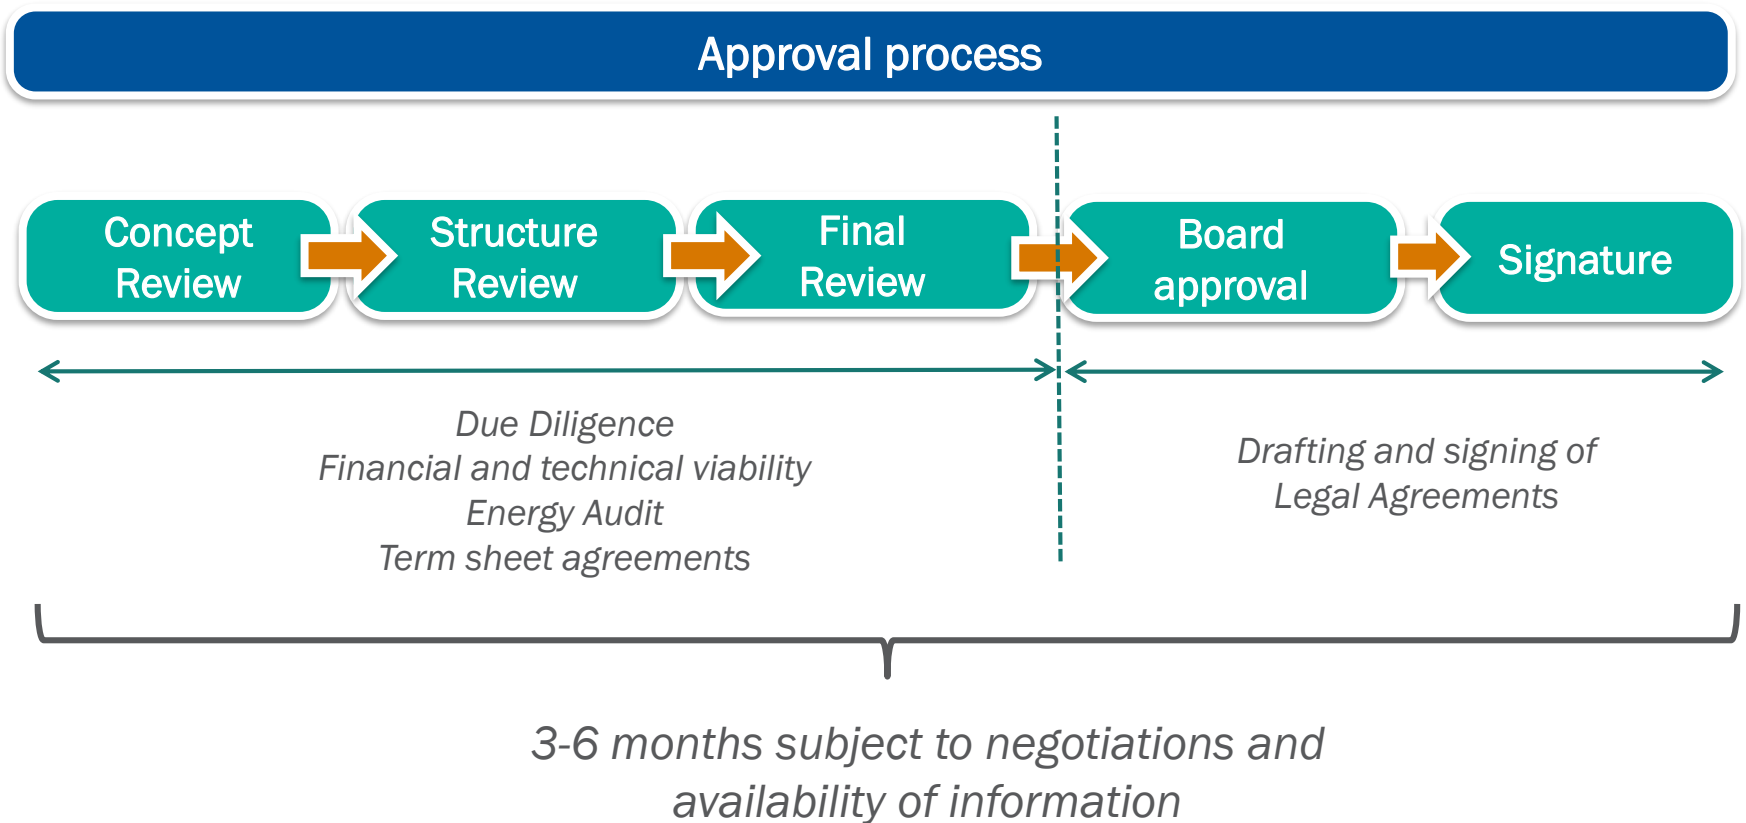 Approval process
Concept
Review
Structure
Review
Final
Review
Board
approval
Signature
Due Diligence
Financial and technical viability
Energy Audit
Term sheet agreements
Drafting and signing of
Legal Agreements
3-6 months subject to negotiations and
availability of information